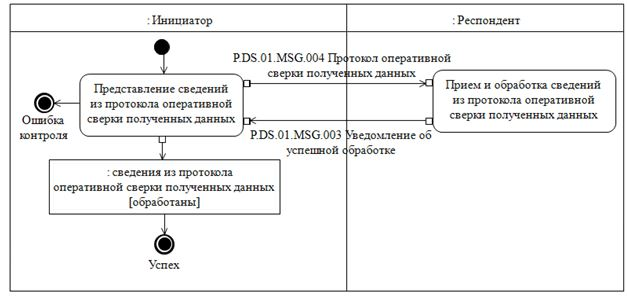 : Инициатор
: Респондент
P.DS.01.MSG.004 Протокол оперативной
сверки полученных данных
Представление сведений
из протокола оперативной
сверки полученных данных
Прием и обработка сведений
из протокола оперативной
сверки полученных данных
Ошибка
контроля
P.DS.01.MSG.003 Уведомление об
успешной обработке
: сведения из протокола
оперативной сверки полученных данных
[обработаны]
Успех